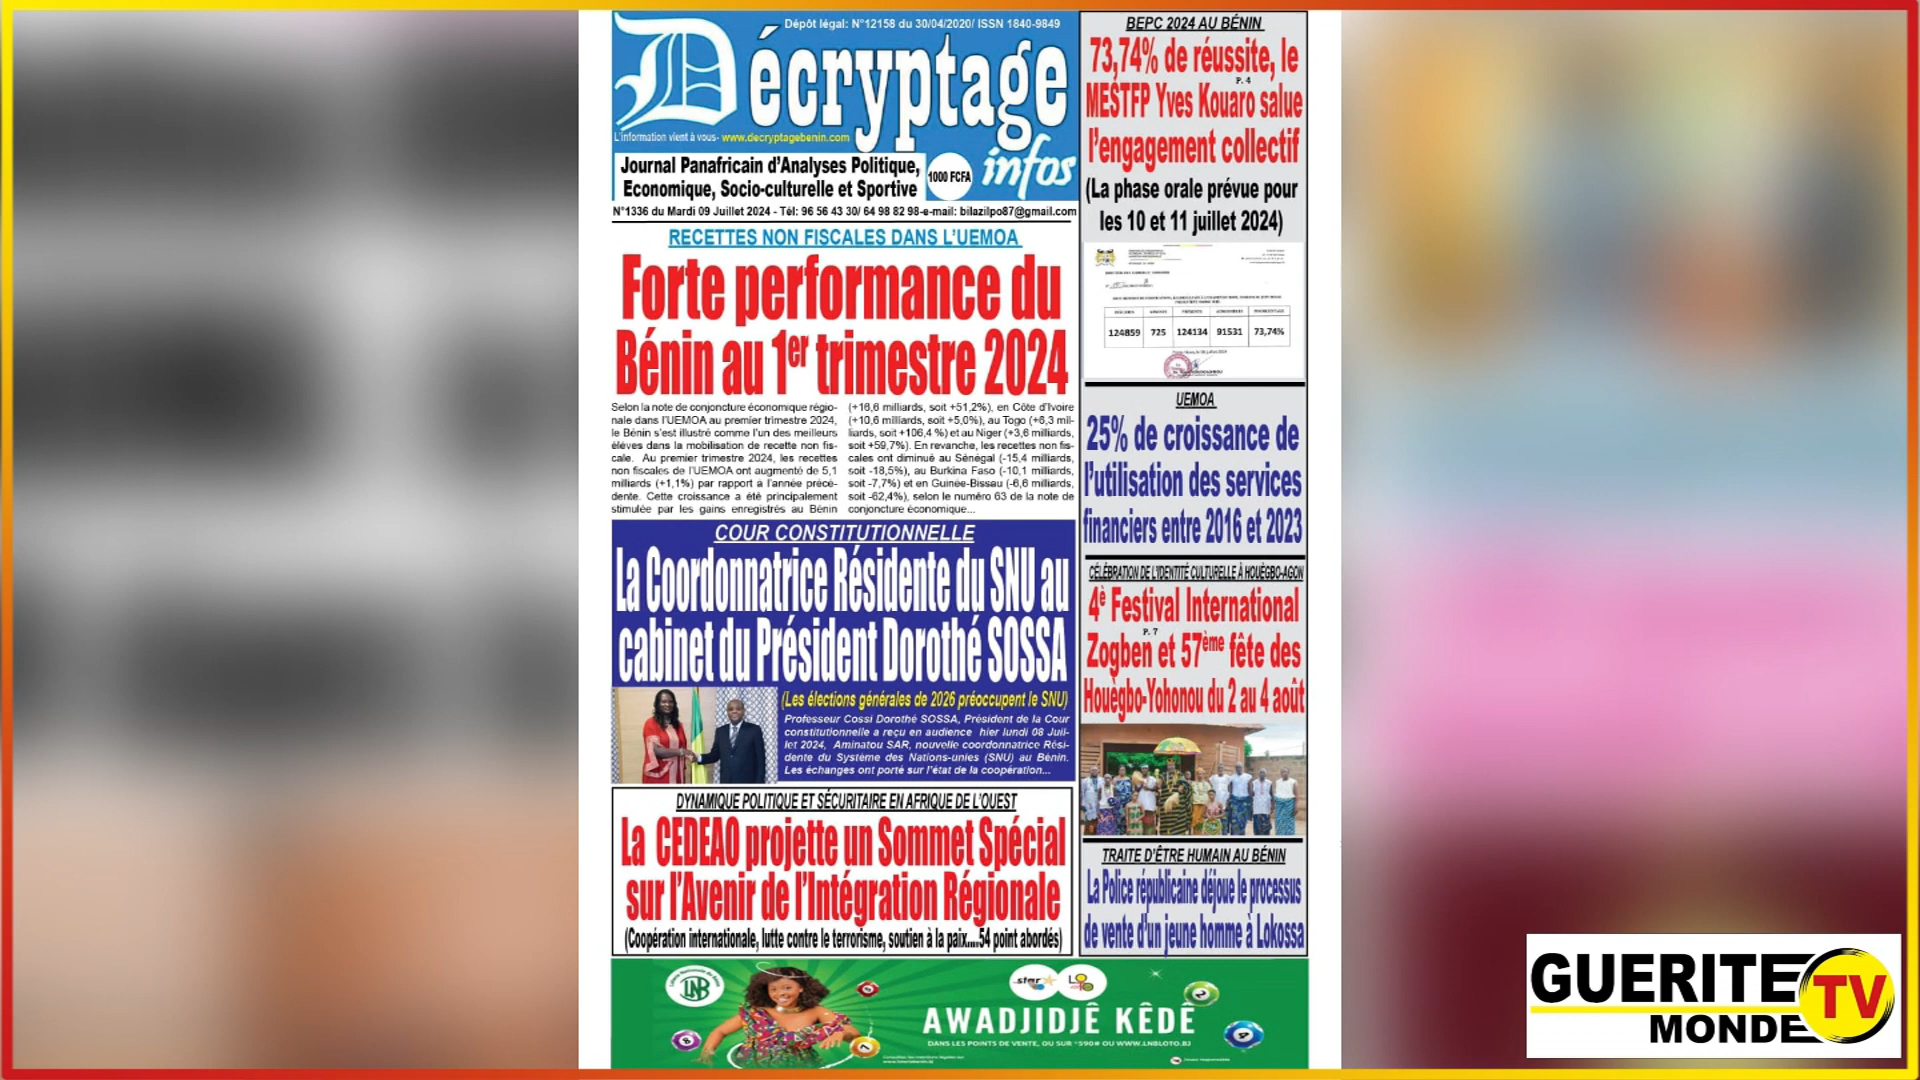 Dépôt légal: N°12158 du 30/04/2020/ ISSN 1840-9849
Décryptage
infos
L'information vient à vous- www.decryptagebenin.com
Journal Panafricain d'Analyses Politique,
Economique, Socio-culturelle et Sportive
1000 FCFA
N°1336 du Mardi 09 Juillet 2024 - Tél: 96 56 43 30/ 64 98 82 98-e-mail: bilazilpo87@gmail.com
RECETTES NON FISCALES DANS L'UEMOA
Forte performance du
Bénin au 1er trimestre 2024
Selon la note de conjoncture économique régio-
nale dans l'UEMOA au premier trimestre 2024,
le Bénin s'est illustré comme l'un des meilleurs
élèves dans la mobilisation de recette non fis-
cale. Au premier trimestre 2024, les recettes
non fiscales de l'UEMOA ont augmenté de 5,1
milliards (+1,1%) par rapport à l'année précé-
dente. Cette croissance a été principalement
stimulée par les gains enregistrés au Bénin
(+16,6 milliards, soit +51,2%), en Côte d'Ivoire
(+10,6 milliards, soit +5,0%), au Togo (+6,3 mil-
liards, soit +106,4 %) et au Niger (+3,6 milliards,
soit +59,7%). En revanche, les recettes non fis-
cales ont diminué au Sénégal (-15,4 milliards,
soit -18,5%), au Burkina Faso (-10,1 milliards,
soit -7,7%) et en Guinée-Bissau (-6,6 milliards,
soit -62,4%), selon le numéro 63 de la note de
conjoncture économique...
COUR CONSTITUTIONNELLE
La Coordonnatrice Résidente du SNU au
cabinet du Président Dorothé SOSSA
(Les élections générales de 2026 préoccupent le SNU)
Professeur Cossi Dorothé SOSSA, Président de la Cour
constitutionnelle a reçu en audience hier lundi 08 Juil-
let 2024, Aminatou SAR, nouvelle coordonnatrice Rési-
dente du Système des Nations-unies (SNU) au Bénin.
Les échanges ont porté sur l'état de la coopération...
DYNAMIQUE POLITIQUE ET SÉCURITAIRE EN AFRIQUE DE L'OUEST
La CEDEAO projette un Sommet Spécial
sur l'Avenir de l'Intégration Régionale
(Coopération internationale, lutte contre le terrorisme, soutien à la paix.....54 point abordés)
BEPC 2024 AU BÉNIN
73,74% de réussite, le
P. 4
MESTFP Yves Kouaro salue
l'engagement collectif
(La phase orale prévue pour
les 10 et 11 juillet 2024)
124859 725 124134 91531 73,74%
UEMOA
25% de croissance de
l'utilisation des services
financiers entre 2016 et 2023
CÉLÉBRATION DE L'IDENTITÉ CULTURELLE À HOUÈGBO-AGON
4è Festival International
P. 7
Zogben et 57ème fête des
Houègbo-Yohonou du 2 au 4 août
TRAITE D'ÊTRE HUMAIN AU BÉNIN
La Police républicaine déjoue le processus
de vente d'un jeune homme à Lokossa
LNB
star
AWADJIDJÊ KÊDÊ
DANS LES POINTS DE VENTE, OU SUR *590# OU WWW.LNBLOTO.BJ
GUERITE
TV
MONDE